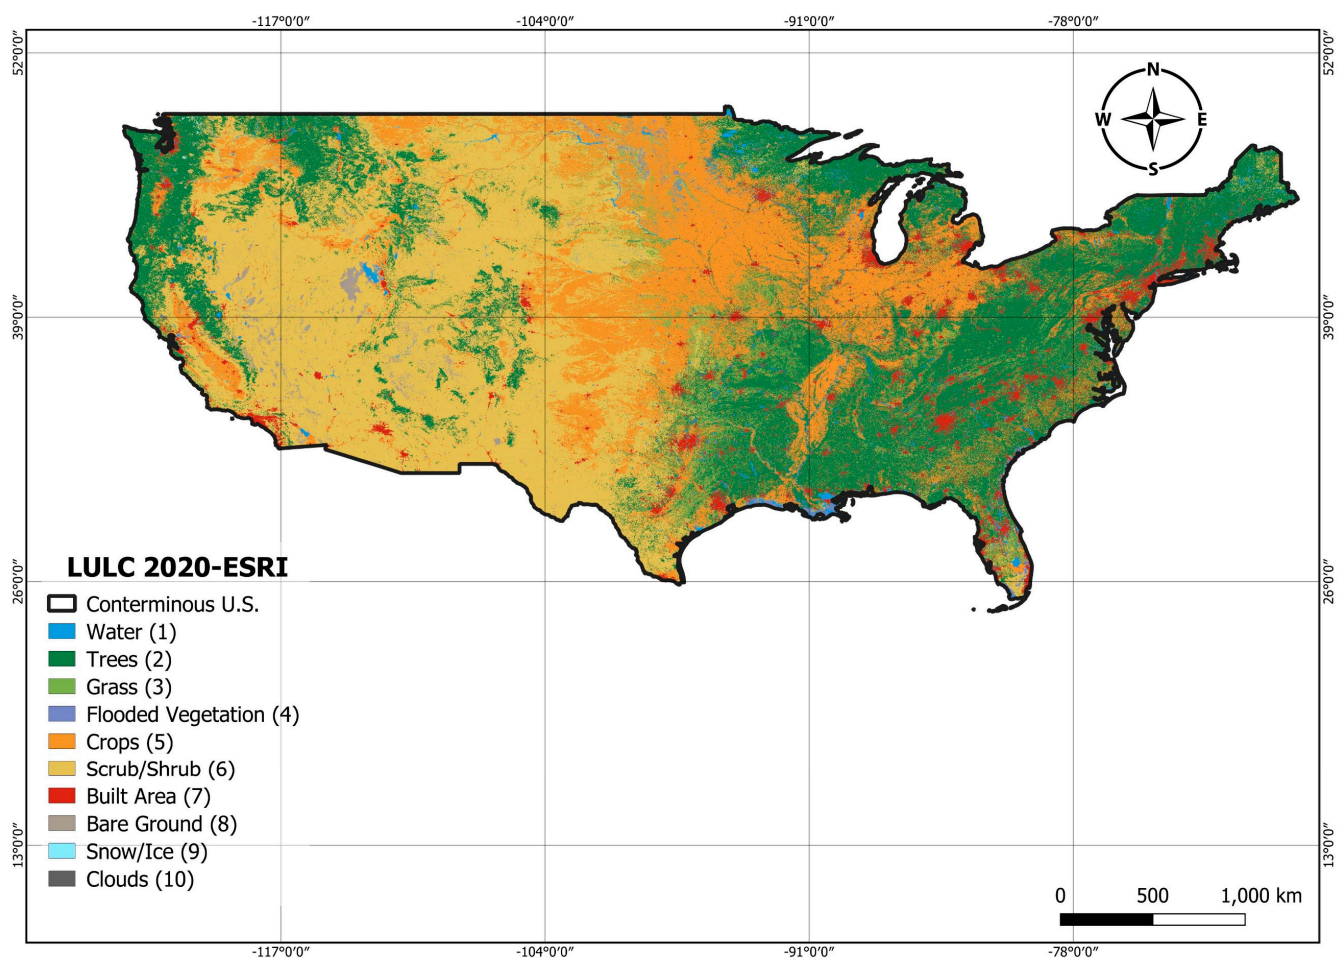 -117°0′0″ -104°0′0″ -91°0′0″ -78°0′0″
52°0′0″ 52°0′0″
N
W E
S
39°0′0″ 39°0′0″
LULC 2020-ESRI
26°0′0″ 26°0′0″
Conterminous U.S.
Water (1)
Trees (2)
Grass (3)
Flooded Vegetation (4)
Crops (5)
Scrub/Shrub (6)
Built Area (7)
Bare Ground (8)
13°0′0″ 13°0′0″
Snow/Ice (9)
Clouds (10)
0 500 1,000 km
-117°0′0″ -104°0′0″ -91°0′0″ -78°0′0″